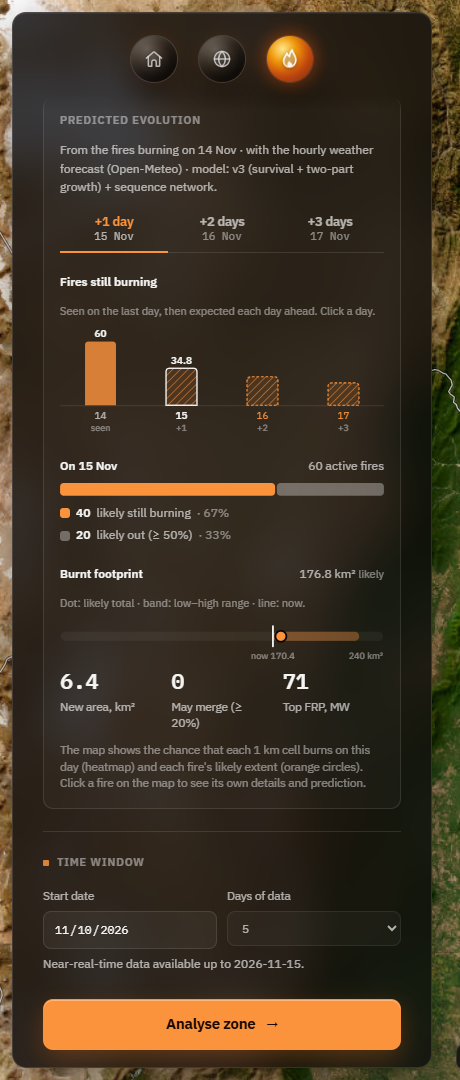 PREDICTED EVOLUTION
From the fires burning on 14 Nov · with the hourly weather
forecast (Open-Meteo) · model: v3 (survival + two-part
growth) + sequence network.
+1 day +2 days +3 days
15 Nov 16 Nov 17 Nov
Fires still burning
Seen on the last day, then expected each day ahead. Click a day.
60
34.8
14 15 16 17
seen +1 +2 +3
On 15 Nov 60 active fires
40 likely still burning · 67%
20 likely out (≥ 50%) · 33%
Burnt footprint 176.8 km² likely
Dot: likely total · band: low–high range · line: now.
now 170.4 240 km²
6.4 0 71
New area, km² May merge (≥ Top FRP, MW
20%)
The map shows the chance that each 1 km cell burns on this
day (heatmap) and each fire's likely extent (orange circles).
Click a fire on the map to see its own details and prediction.
TIME WINDOW
Start date Days of data
11/10/2026 5
Near-real-time data available up to 2026-11-15.
Analyse zone →